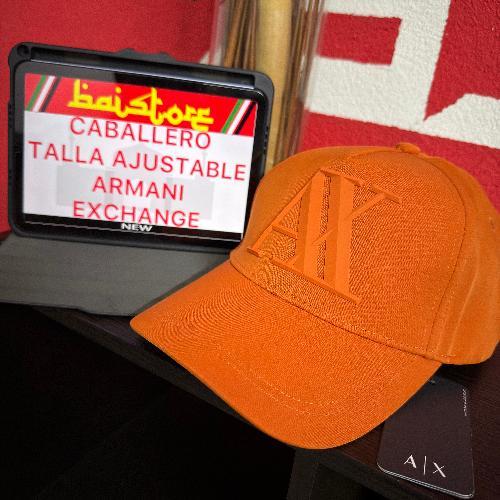 baistore
CABALLERO
TALLA AJUSTABLE
ARMANI
EXCHANGE
NEW
AX
A|X